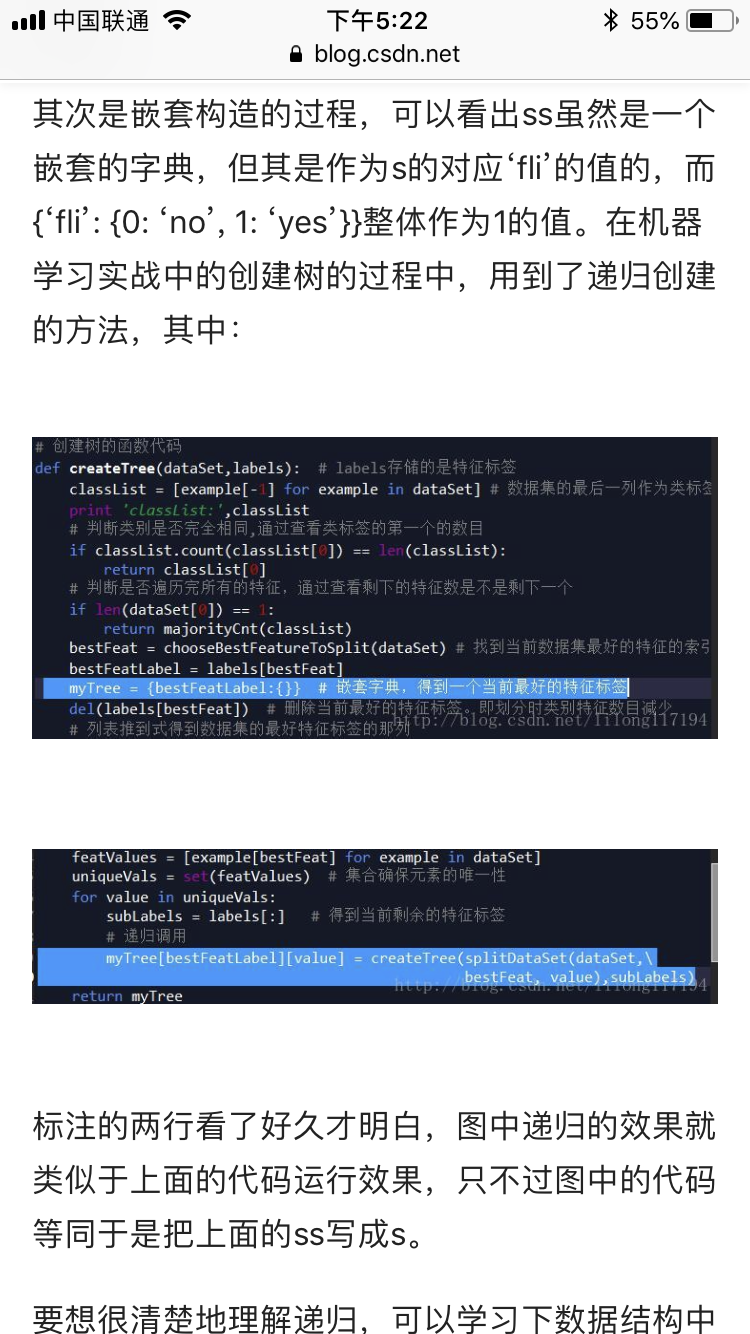 中国联通
下午5:22
55%
blog.csdn.net
其次是嵌套构造的过程，可以看出ss虽然是一个
嵌套的字典，但其是作为s的对应‘fli’的值的，而
{‘fli’: {0: ‘no’, 1: ‘yes’}}整体作为1的值。在机器
学习实战中的创建树的过程中，用到了递归创建
的方法，其中：
# 创建树的函数代码
def createTree(dataSet,labels):  # labels存储的是特征标签
classList = [example[-1] for example in dataSet] # 数据集的最后一列作为类标签
print 'classList:',classList
# 判断类别是否完全相同,通过查看类标签的第一个的数目
if classList.count(classList[0]) == len(classList):
return classList[0]
# 判断是否遍历完所有的特征，通过查看剩下的特征数是不是剩下一个
if len(dataSet[0]) == 1:
return majorityCnt(classList)
bestFeat = chooseBestFeatureToSplit(dataSet) # 找到当前数据集最好的特征的索引
bestFeatLabel = labels[bestFeat]
myTree = {bestFeatLabel:{}}  # 嵌套字典，得到一个当前最好的特征标签
del(labels[bestFeat])  # 删除当前最好的特征标签。即划分时类别特征数目减少
http://blog.csdn.net/lilong117194
# 列表推到式得到数据集的最好特征标签的那列
featValues = [example[bestFeat] for example in dataSet]
uniqueVals = set(featValues)  # 集合确保元素的唯一性
for value in uniqueVals:
subLabels = labels[:]   # 得到当前剩余的特征标签
# 递归调用
myTree[bestFeatLabel][value] = createTree(splitDataSet(dataSet,\
bestFeat, value),subLabels)
http://blog.csdn.net/lilong117194
return myTree
标注的两行看了好久才明白，图中递归的效果就
类似于上面的代码运行效果，只不过图中的代码
等同于是把上面的ss写成s。
要想很清楚地理解递归，可以学习下数据结构中